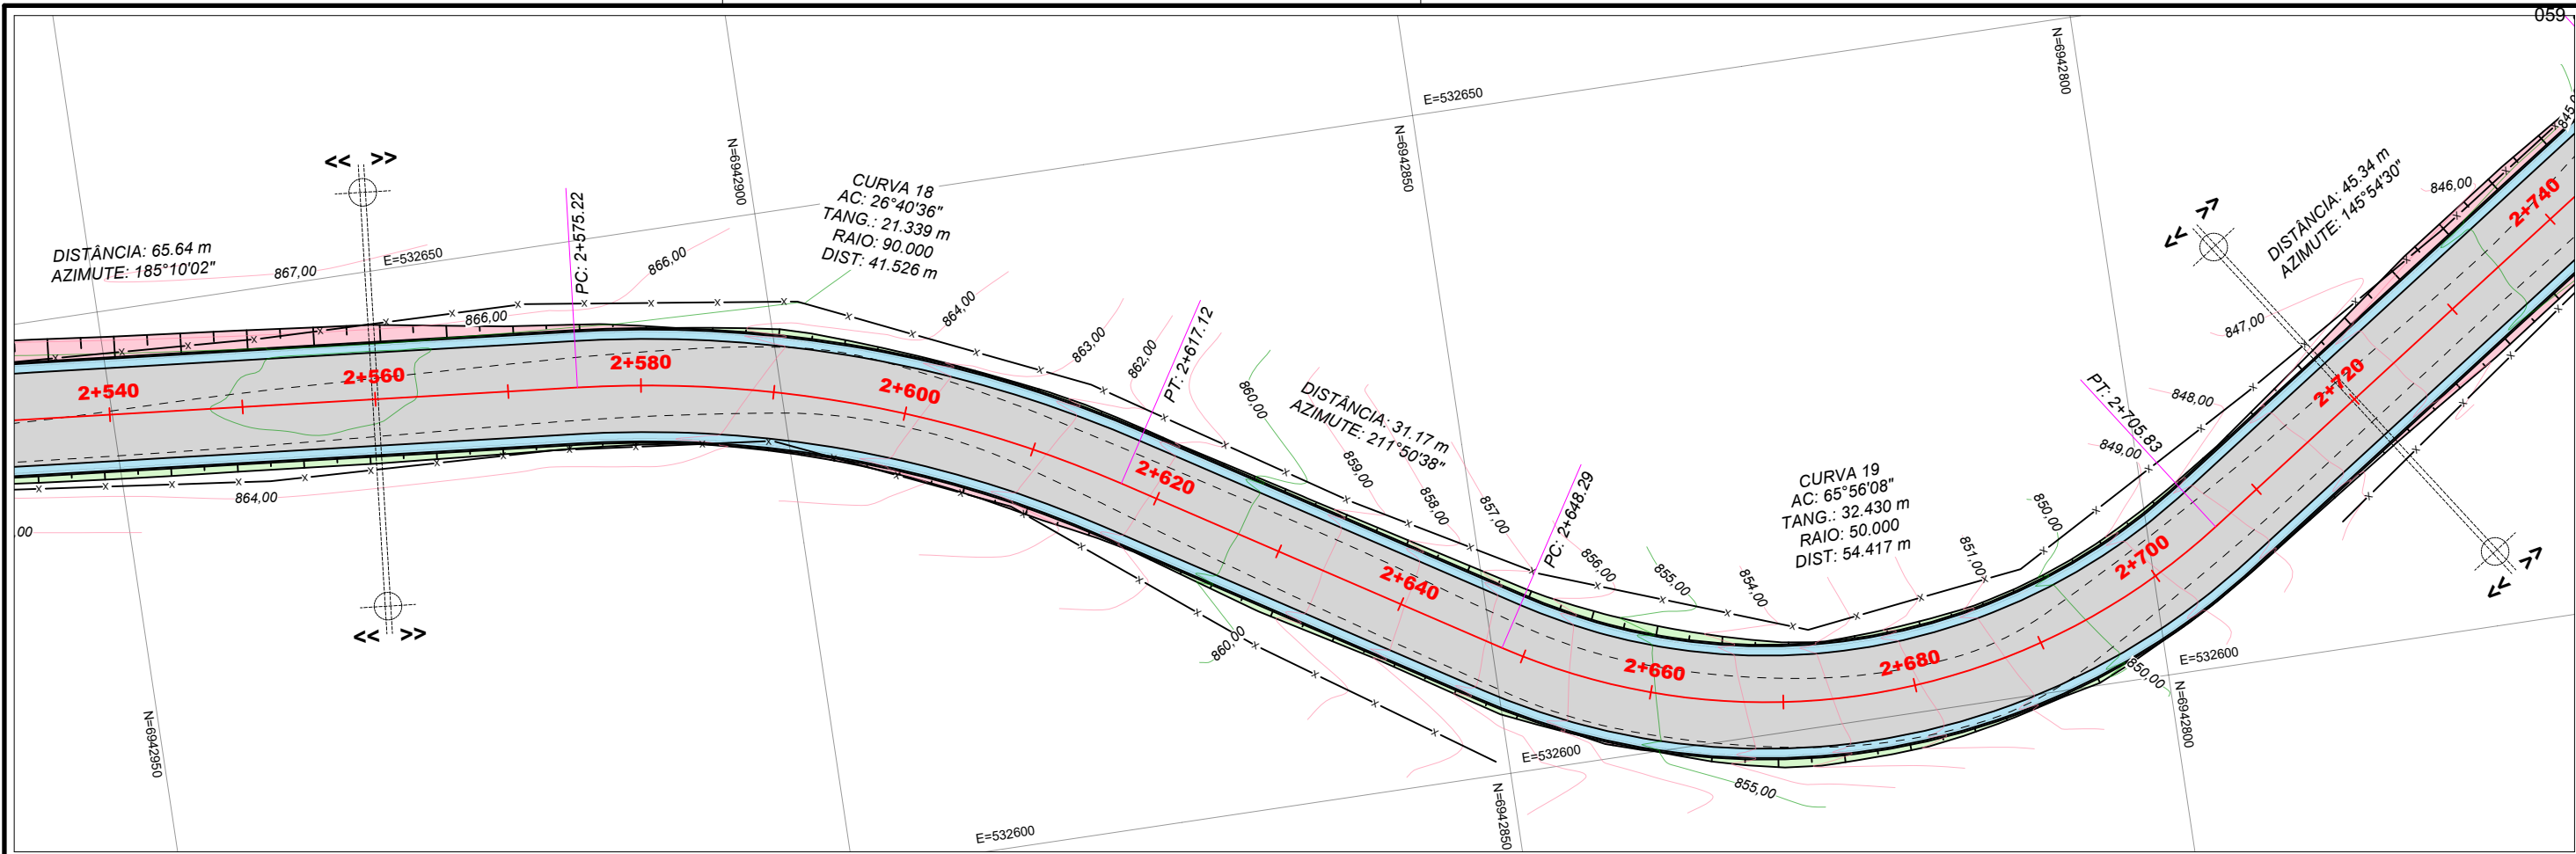 059
N=6942800
E=532650
N=6942850
N=6942900
<< >>
CURVA 18
AC: 26°40'36"
TANG.: 21.339 m
RAIO: 90.000
DIST: 41.526 m
DISTÂNCIA: 65.64 m
AZIMUTE: 185°10'02"
867,00
E=532650
PC: 2+575.22
866,00
866,00
864,00
863,00
862,00
PT: 2+617.12
860,00
DISTÂNCIA: 31.17 m
AZIMUTE: 211°50'38"
859,00
858,00
857,00
PC: 2+648.29
856,00
855,00
854,00
CURVA 19
AC: 65°56'08"
TANG.: 32.430 m
RAIO: 50.000
DIST: 54.417 m
851,00
850,00
849,00
848,00
PT: 2+705.83
847,00
846,00
<< >>
DISTÂNCIA: 45.34 m
AZIMUTE: 145°54'30"
2+540
2+560
2+580
2+600
2+620
2+640
2+660
2+680
2+700
2+720
2+740
864,00
,00
<< >>
860,00
850,00
855,00
<< >>
E=532600
N=6942800
E=532600
N=6942850
E=532600
N=6942950